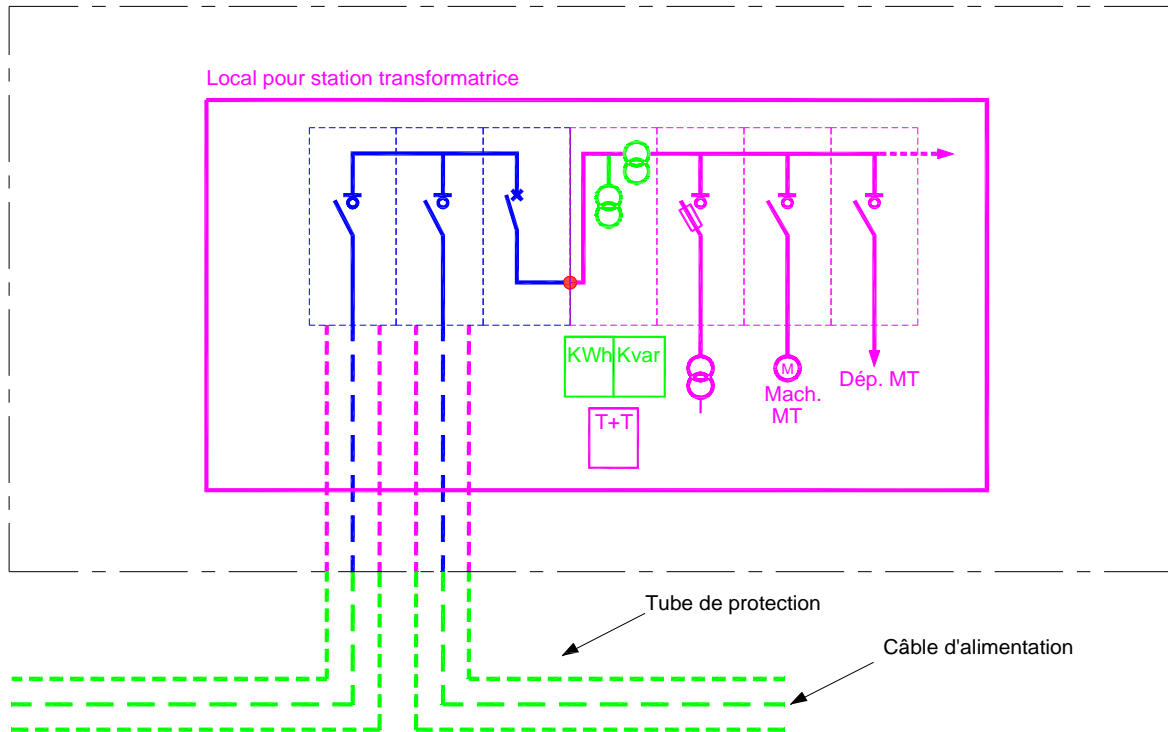 Local pour station transformatrice
KWh Kvar
T+T
M
Mach.
MT
Dép. MT
Tube de protection
Câble d'alimentation